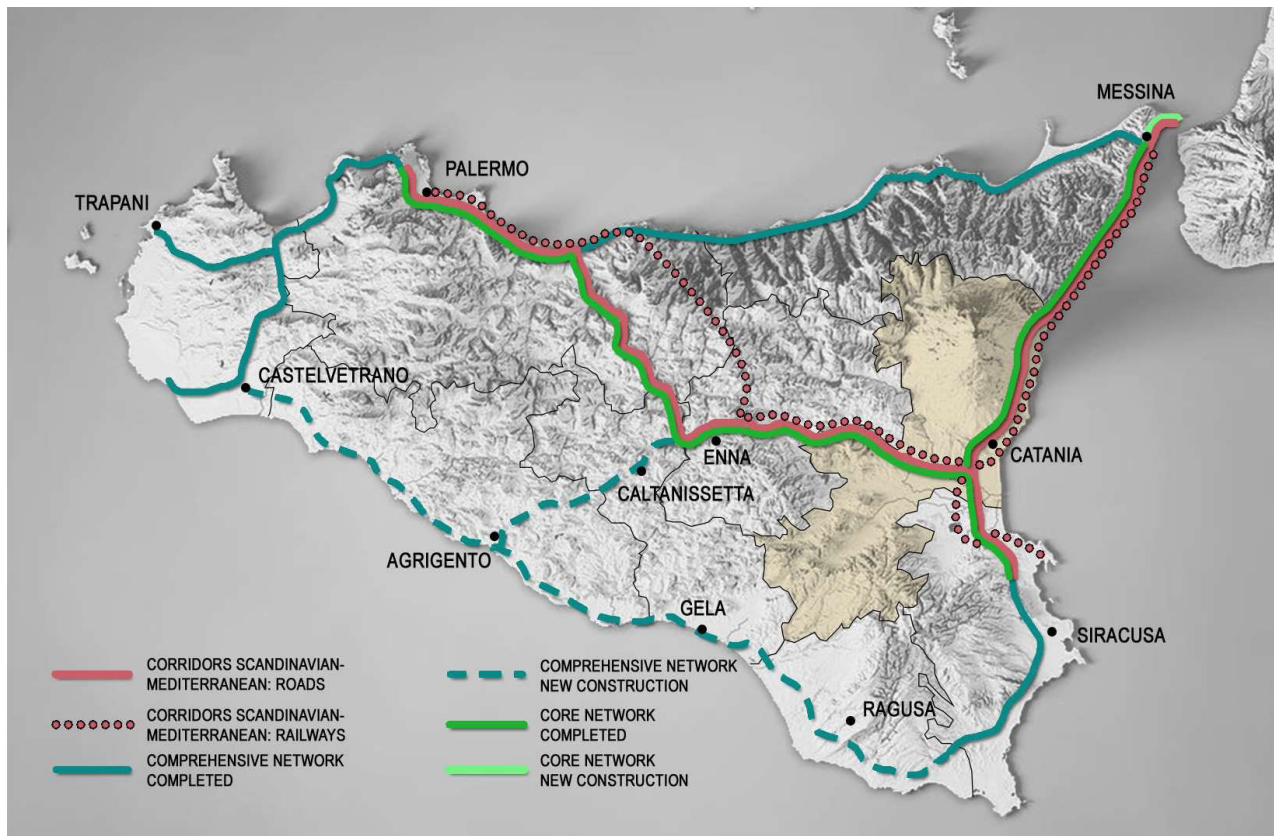 MESSINA
PALERMO
TRAPANI
CASTELVETRANO
ENNA
CATANIA
CALTANISSETTA
AGRIGENTO
GELA
SIRACUSA
RAGUSA
CORRIDORS SCANDINAVIAN-
MEDITERRANEAN: ROADS
CORRIDORS SCANDINAVIAN-
MEDITERRANEAN: RAILWAYS
COMPREHENSIVE NETWORK
COMPLETED
COMPREHENSIVE NETWORK
NEW CONSTRUCTION
CORE NETWORK
COMPLETED
CORE NETWORK
NEW CONSTRUCTION